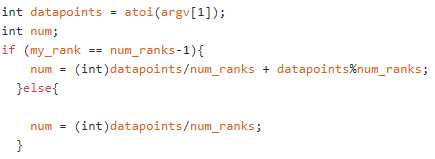 int datapoints = atoi(argv[1]);
int num;
if (my_rank == num_ranks-1){
    num = (int)datapoints/num_ranks + datapoints%num_ranks;
  }else{
    num = (int)datapoints/num_ranks;
  }